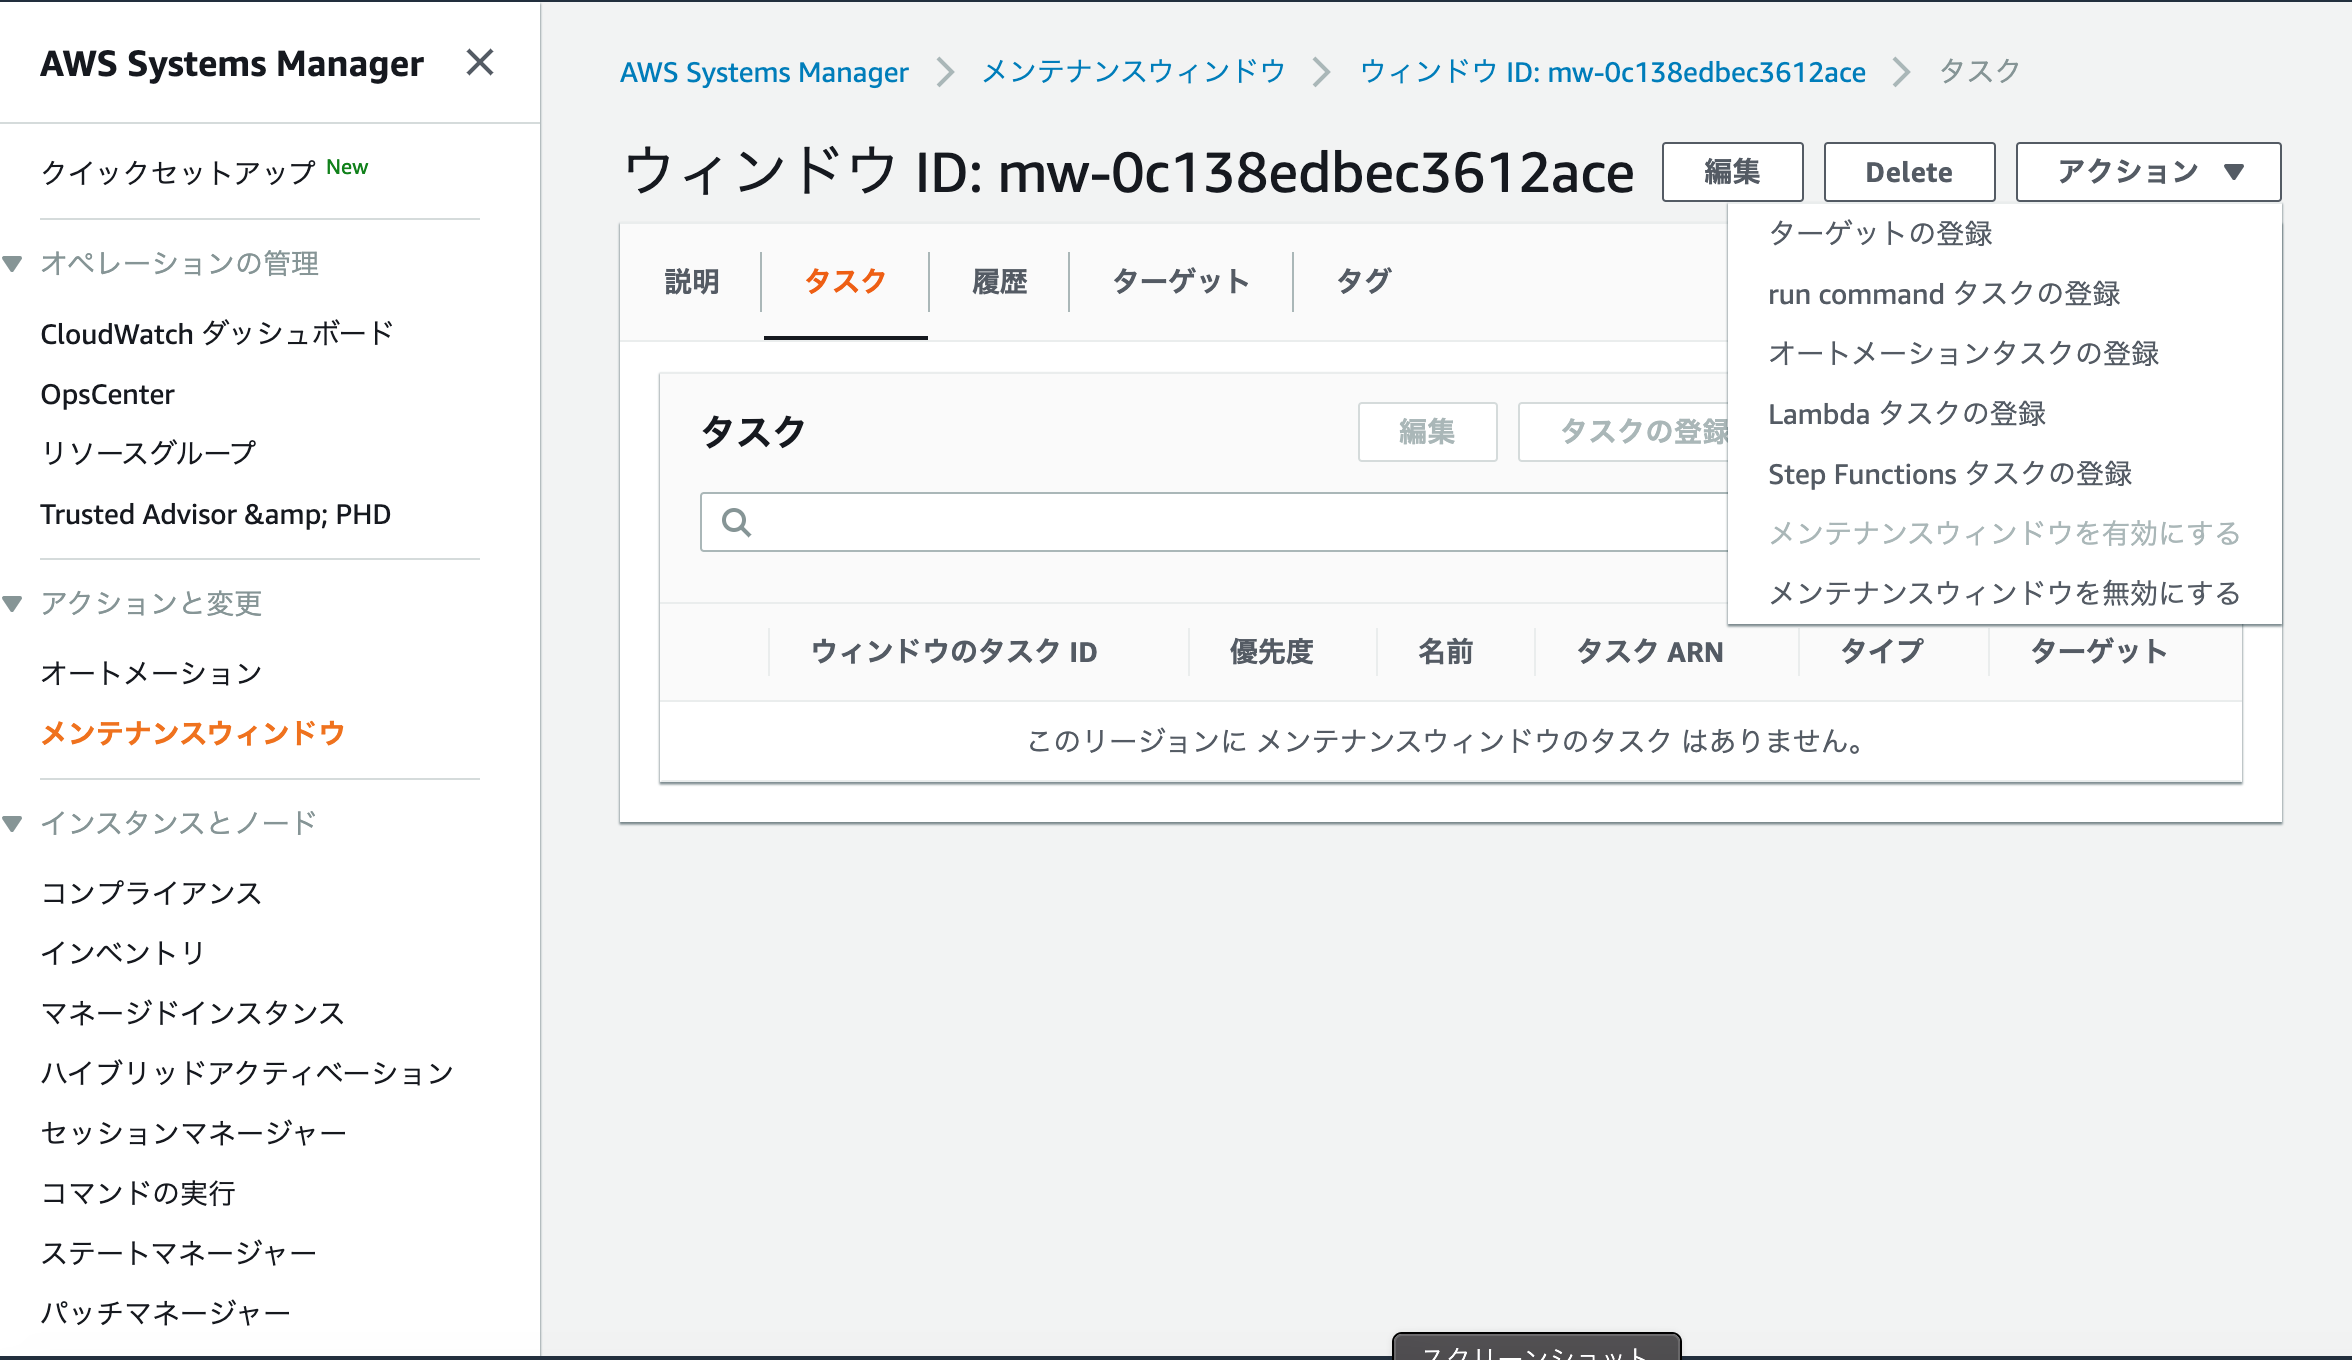 AWS Systems Manager
クイックセットアップ New
オペレーションの管理
CloudWatch ダッシュボード
OpsCenter
リソースグループ
Trusted Advisor &amp; PHD
アクションと変更
オートメーション
メンテナンスウィンドウ
インスタンスとノード
コンプライアンス
インベントリ
マネージドインスタンス
ハイブリッドアクティベーション
セッションマネージャー
コマンドの実行
ステートマネージャー
パッチマネージャー
AWS Systems Manager メンテナンスウィンドウ ウィンドウ ID: mw-0c138edbec3612ace タスク
ウィンドウ ID: mw-0c138edbec3612ace 編集 Delete アクション
ターゲットの登録
run command タスクの登録
オートメーションタスクの登録
Lambda タスクの登録
Step Functions タスクの登録
メンテナンスウィンドウを有効にする
メンテナンスウィンドウを無効にする
説明 タスク 履歴 ターゲット タグ
タスク 編集 タスクの登録
ウィンドウのタスク ID 優先度 名前 タスク ARN タイプ ターゲット
このリージョンに メンテナンスウィンドウのタスク はありません。
スクリーンショット